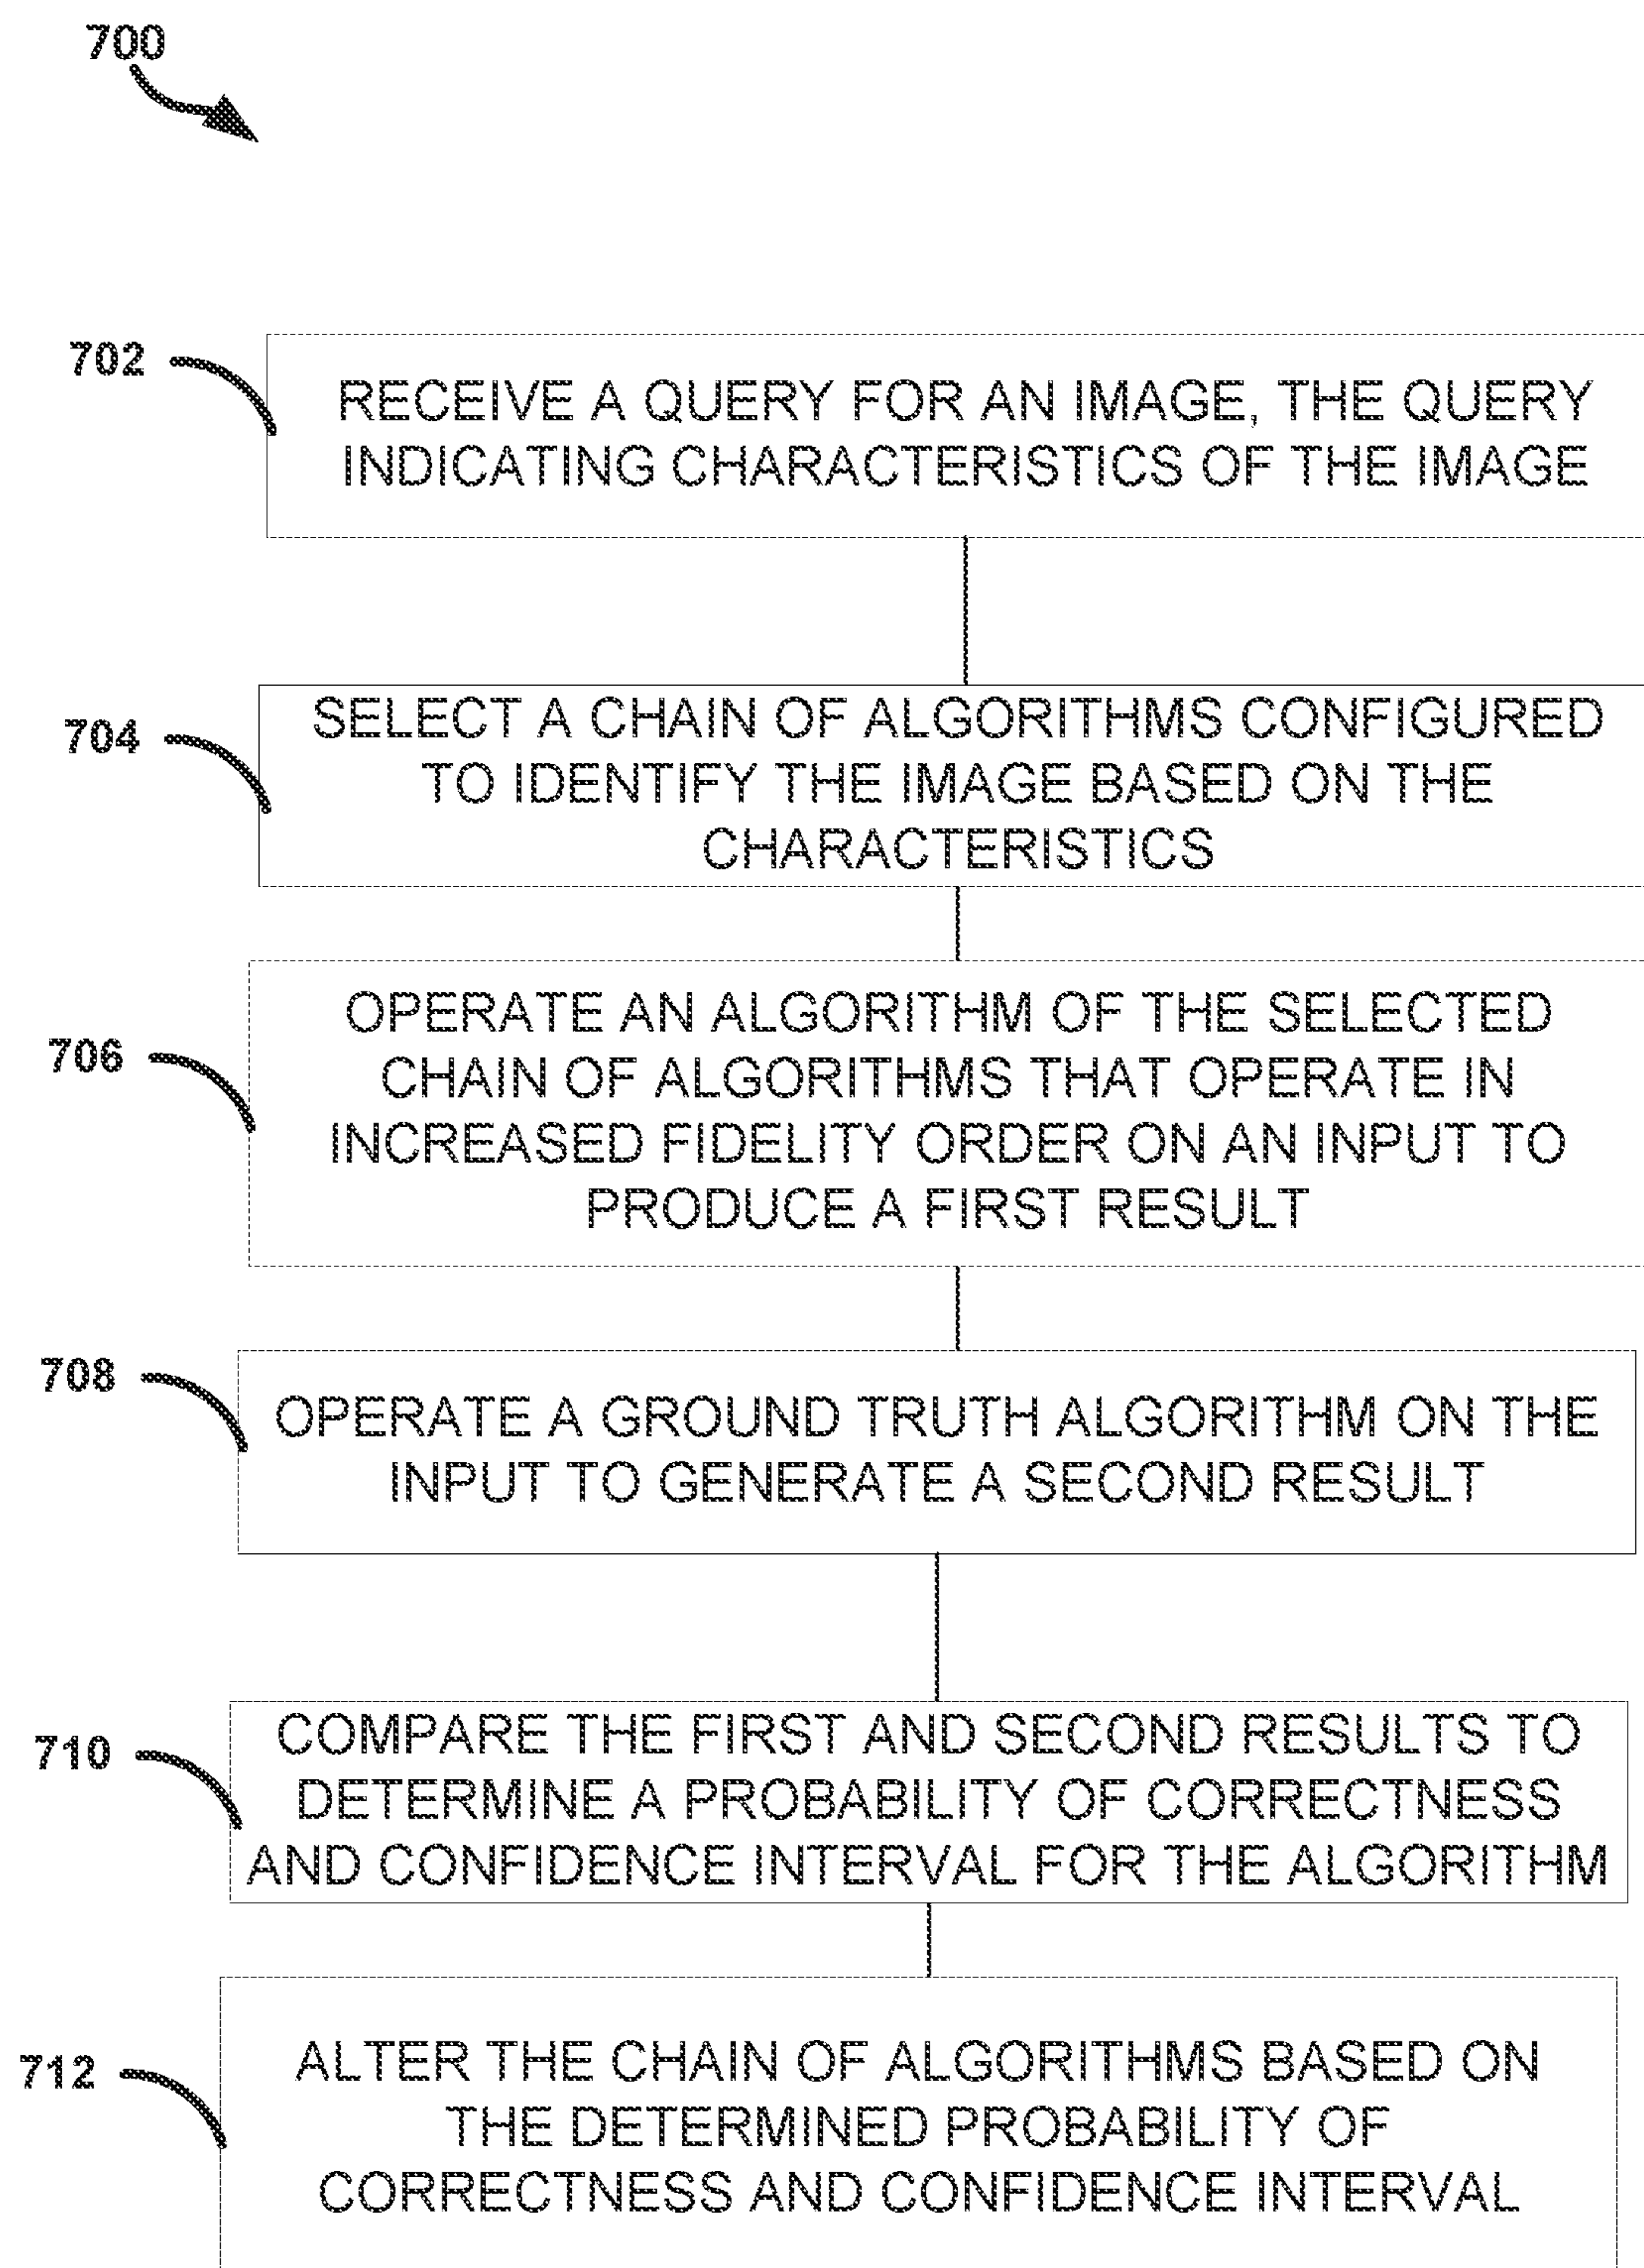 700
702
RECEIVE A QUERY FOR AN IMAGE, THE QUERY
INDICATING CHARACTERISTICS OF THE IMAGE
704
SELECT A CHAIN OF ALGORITHMS CONFIGURED
TO IDENTIFY THE IMAGE BASED ON THE
CHARACTERISTICS
706
OPERATE AN ALGORITHM OF THE SELECTED
CHAIN OF ALGORITHMS THAT OPERATE IN
INCREASED FIDELITY ORDER ON AN INPUT TO
PRODUCE A FIRST RESULT
708
OPERATE A GROUND TRUTH ALGORITHM ON THE
INPUT TO GENERATE A SECOND RESULT
710
COMPARE THE FIRST AND SECOND RESULTS TO
DETERMINE A PROBABILITY OF CORRECTNESS
AND CONFIDENCE INTERVAL FOR THE ALGORITHM
712
ALTER THE CHAIN OF ALGORITHMS BASED ON
THE DETERMINED PROBABILITY OF
CORRECTNESS AND CONFIDENCE INTERVAL